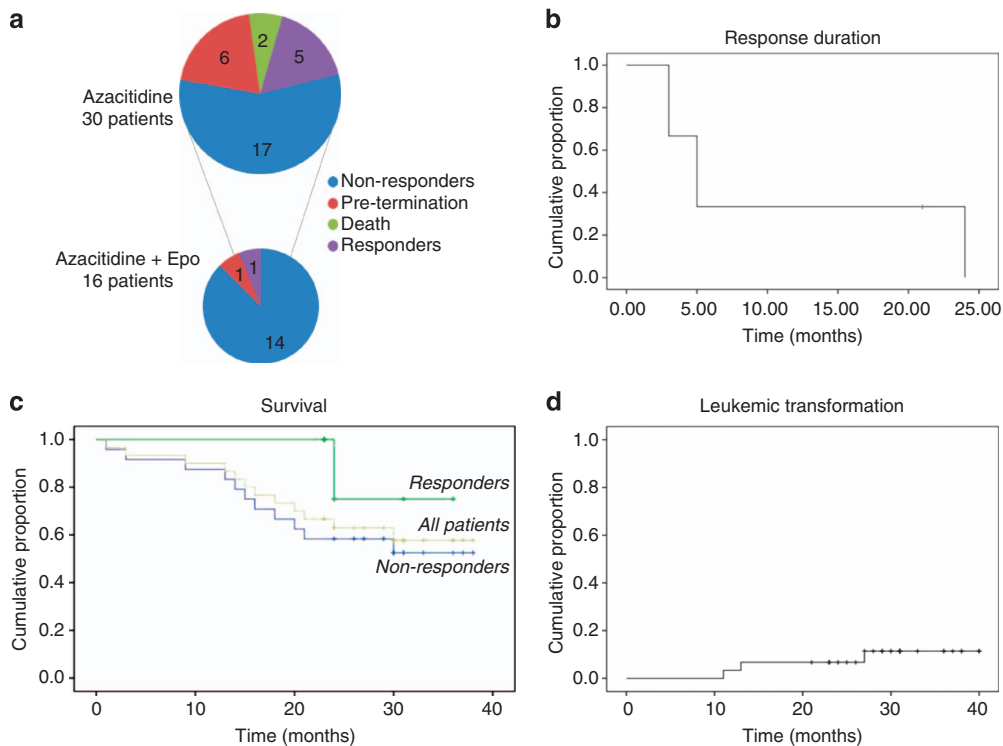 a
2
6
5
Azacitidine
30 patients
17
Non-responders
Pre-termination
Death
Responders
Azacitidine + Epo
16 patients
1
1
14
b
Response duration
1.0
0.8
0.6
0.4
0.2
0.0
Cumulative proportion
0.00 5.00 10.00 15.00 20.00 25.00
Time (months)
c
Survival
1.0
0.8
0.6
0.4
0.2
0.0
Cumulative proportion
Responders
All patients
Non-responders
0 10 20 30 40
Time (months)
d
Leukemic transformation
1.0
0.8
0.6
0.4
0.2
0.0
Cumulative proportion
0 10 20 30 40
Time (months)